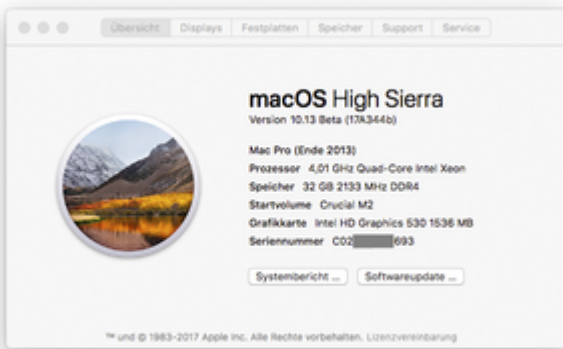 Übersicht Displays Festplatten Speicher Support Service
macOS High Sierra
Version 10.13 Beta (17A344b)
Mac Pro (Ende 2013)
Prozessor 4,01 GHz Quad-Core Intel Xeon
Speicher 32 GB 2133 MHz DDR4
Startvolume Crucial M2
Grafikkarte Intel HD Graphics 530 1536 MB
Seriennummer C02 693
Systembericht ... Softwareupdate ...
™ und © 1983-2017 Apple Inc. Alle Rechte vorbehalten. Lizenzvereinbarung